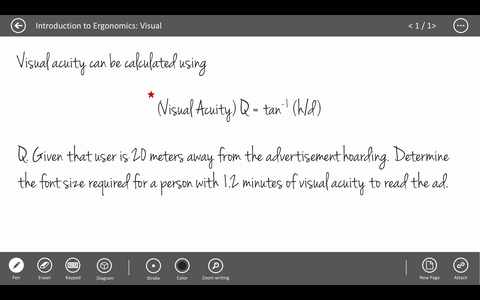 Introduction to Ergonomics: Visual
< 1 / 1>
Visual acuity can be calculated using
(Visual Acuity) Q = tan⁻¹ (h/d)
Q. Given that user is 20 meters away from the advertisement hoarding. Determine
the font size required for a person with 1.2 minutes of visual acuity to read the ad.
Pen
Eraser
Keypad
Diagram
Stroke
Color
Zoom writing
New Page
Attach